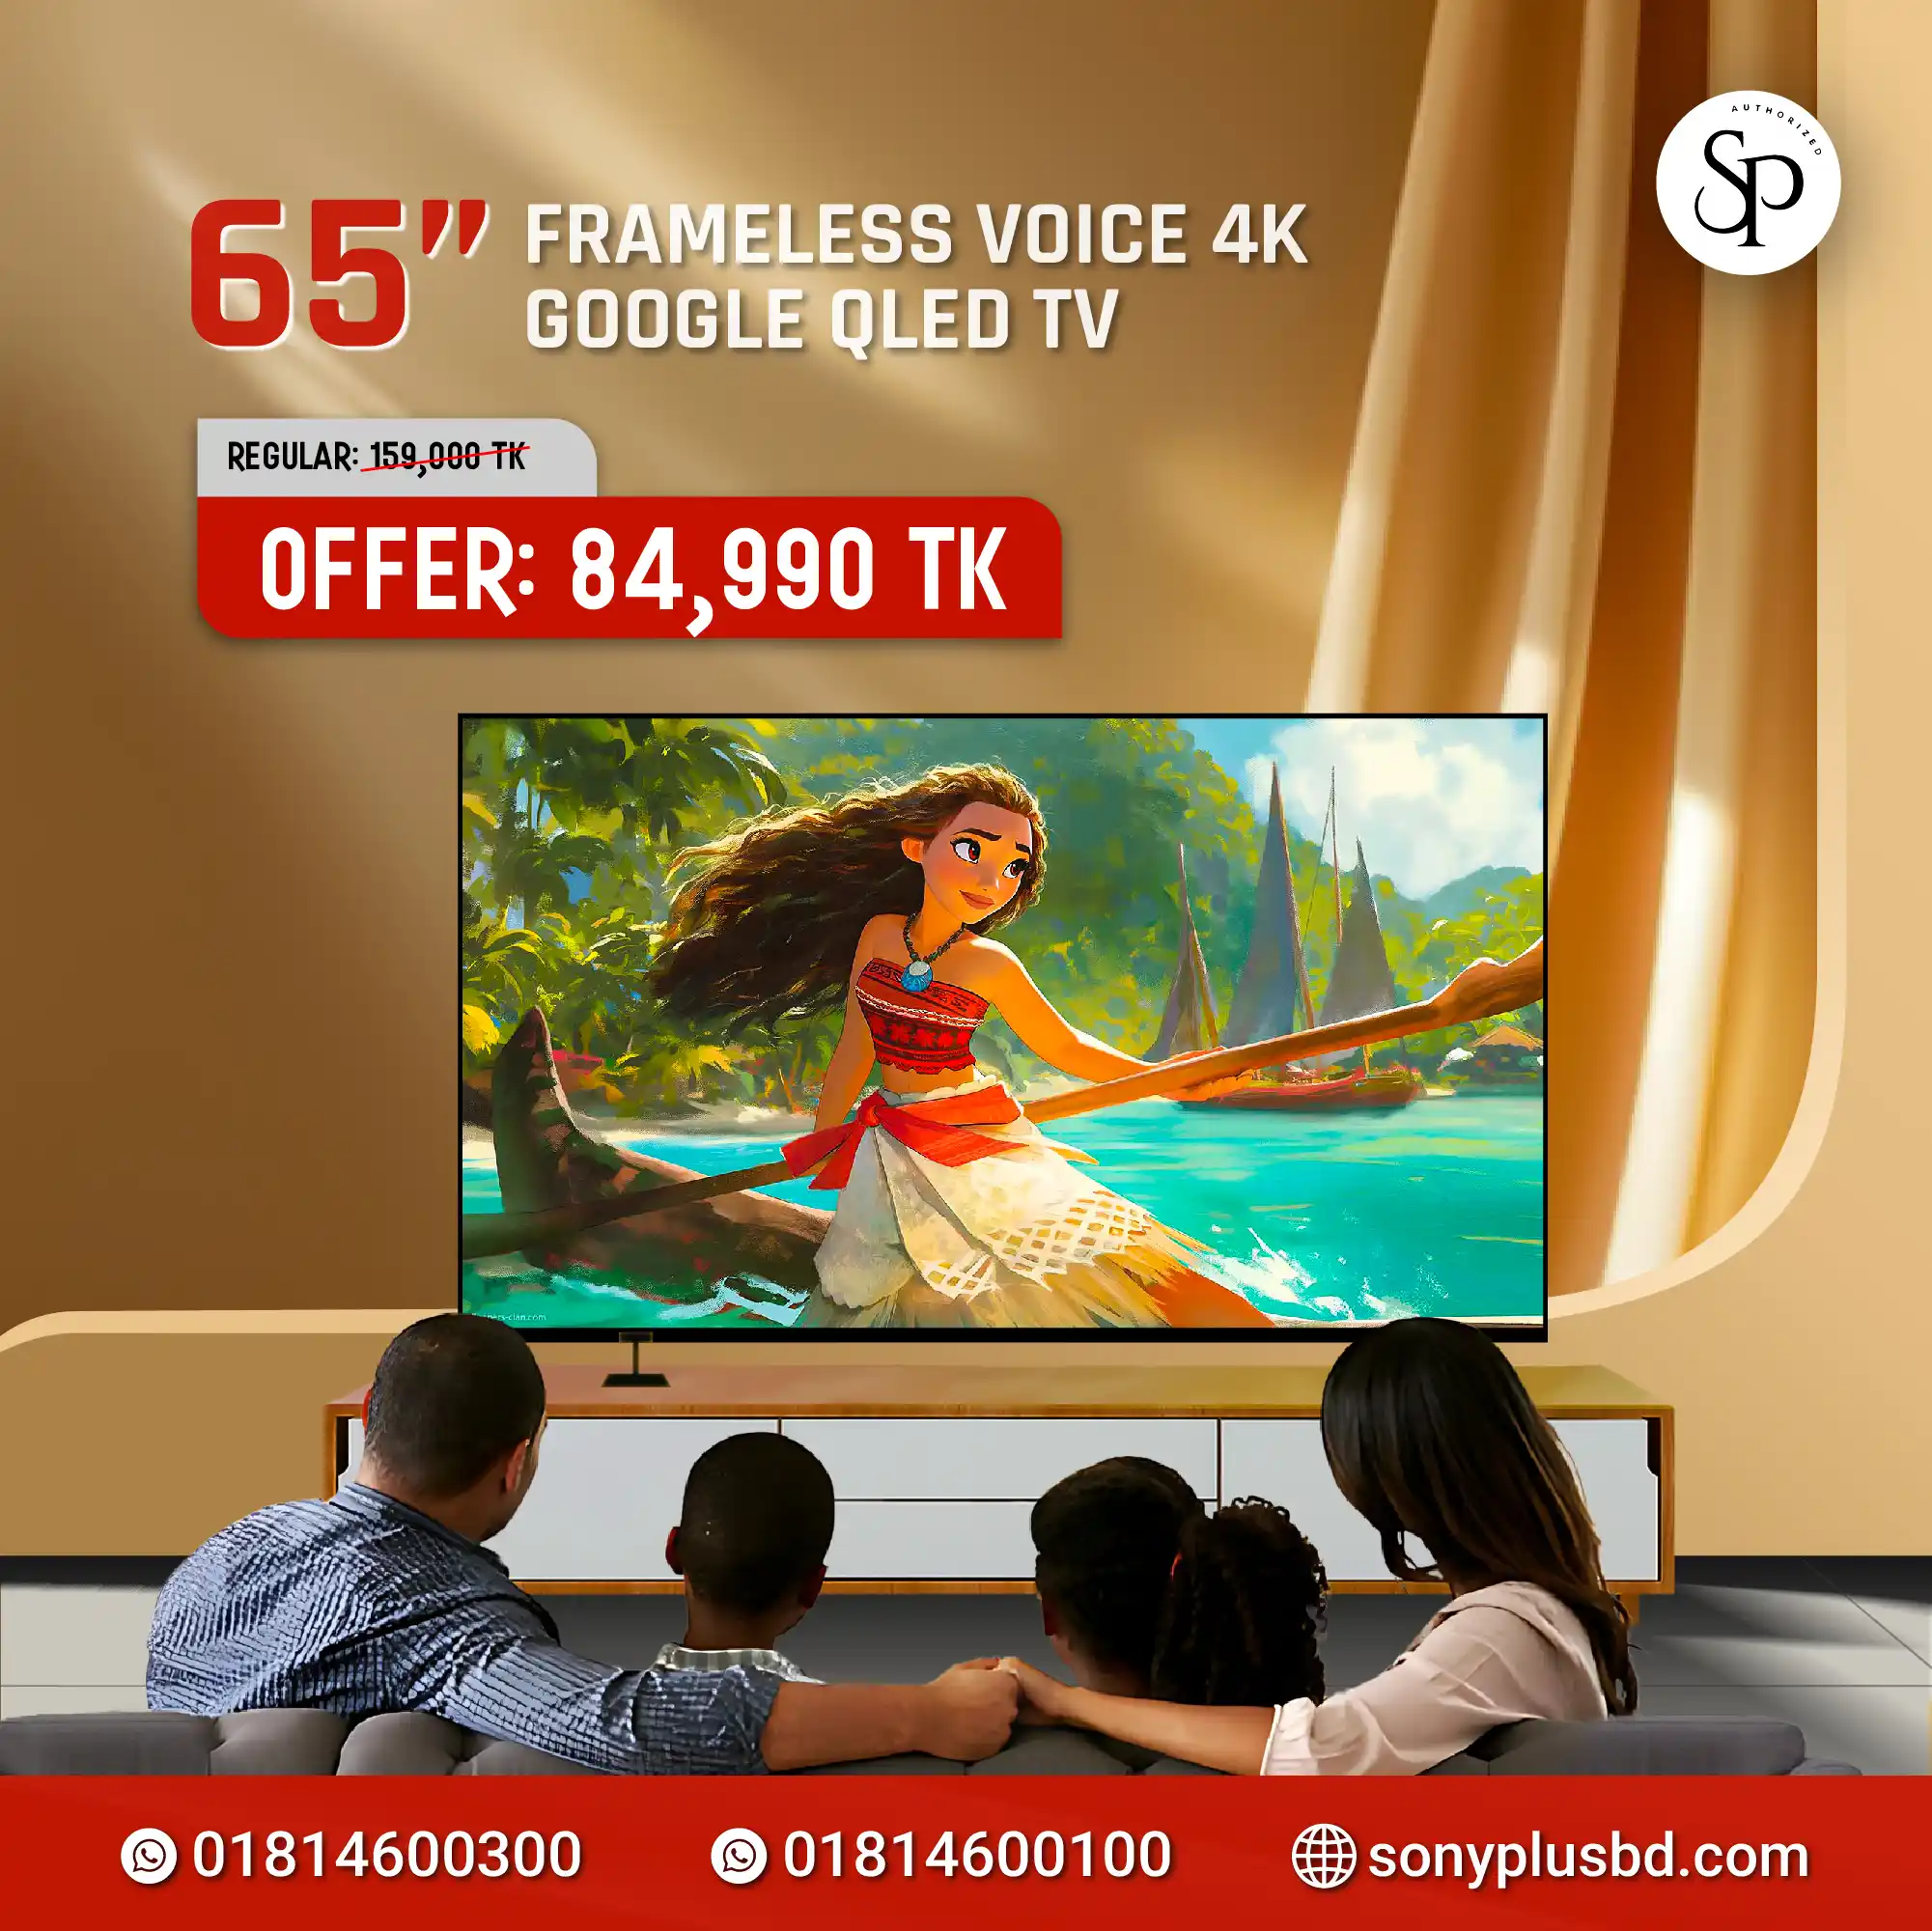 AUTHORIZED
SP
65" FRAMELESS VOICE 4K
GOOGLE QLED TV
REGULAR: 159,000 TK
OFFER: 84,990 TK
01814600300 01814600100 sonyplusbd.com